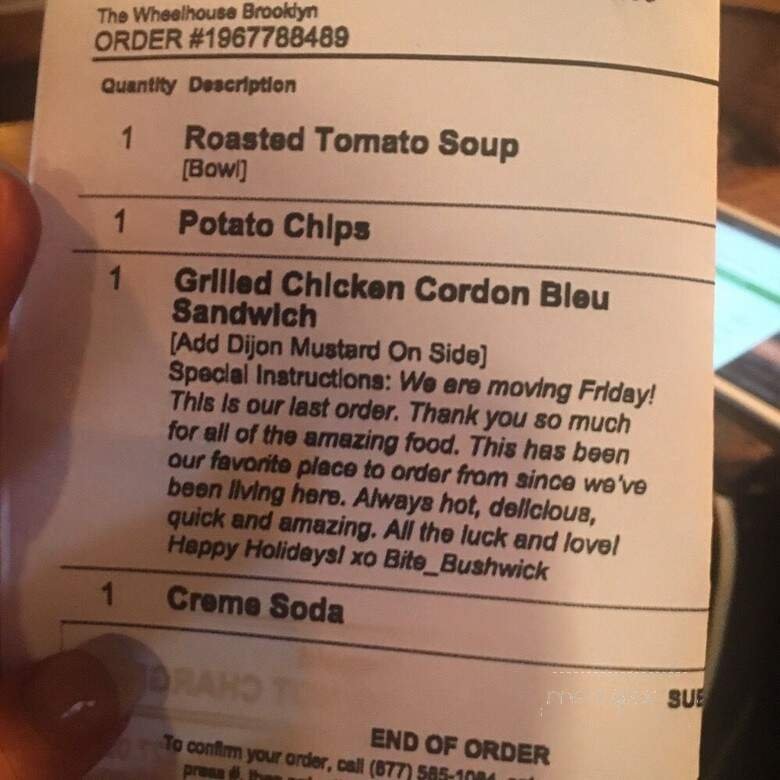 The Wheelhouse Brooklyn
ORDER #1967788489
Quantity Description
1 Roasted Tomato Soup
[Bowl]
1 Potato Chips
1 Grilled Chicken Cordon Bleu
Sandwich
[Add Dijon Mustard On Side]
Special Instructions: We are moving Friday!
This is our last order. Thank you so much
for all of the amazing food. This has been
our favorite place to order from since we've
been living here. Always hot, delicious,
quick and amazing. All the luck and love!
Happy Holidays! xo Bite_Bushwick
1 Creme Soda
SUB
END OF ORDER
To confirm your order, call (877) 585-1084
press #, then